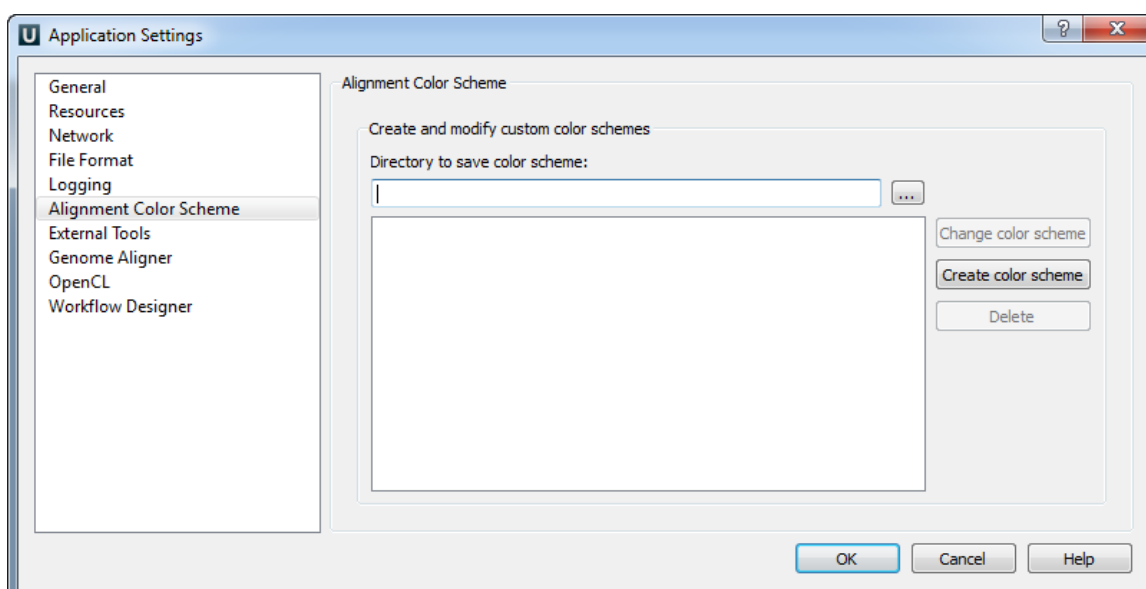 U Application Settings ? X
General
Resources
Network
File Format
Logging
Alignment Color Scheme
External Tools
Genome Aligner
OpenCL
Workflow Designer
Alignment Color Scheme
Create and modify custom color schemes
Directory to save color scheme:
...
Change color scheme
Create color scheme
Delete
OK Cancel Help